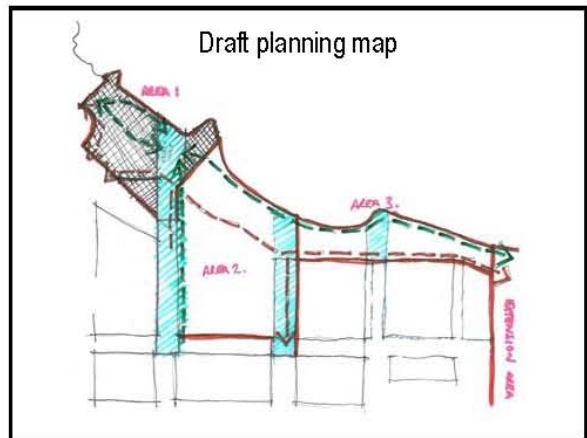 Draft planning map
AREA 1
AREA 3.
AREA 2.
EXTENSION AREA